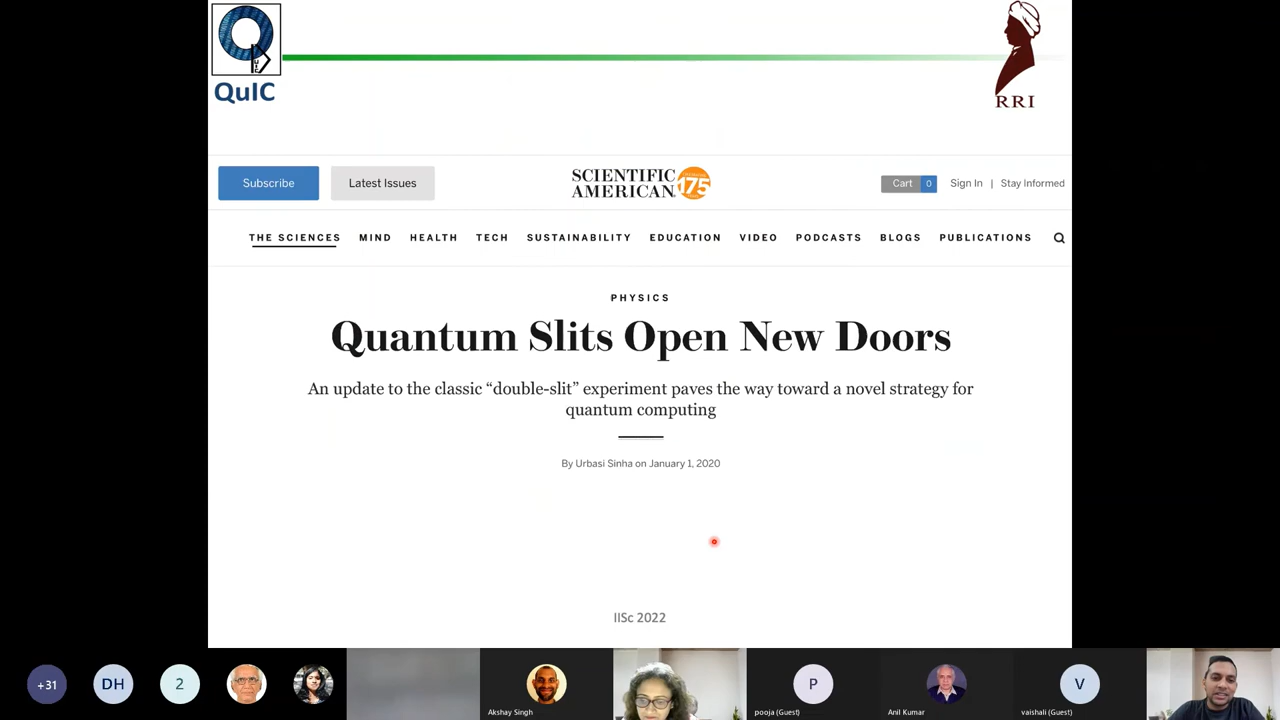 QuIC
RRI
Subscribe
Latest Issues
SCIENTIFIC
AMERICAN
175
Cart 0
Sign In | Stay Informed
THE SCIENCES MIND HEALTH TECH SUSTAINABILITY EDUCATION VIDEO PODCASTS BLOGS PUBLICATIONS
PHYSICS
Quantum Slits Open New Doors
An update to the classic “double-slit” experiment paves the way toward a novel strategy for
quantum computing
By Urbasi Sinha on January 1, 2020
IISc 2022
+31
DH
2
Akshay Singh
P
pooja (Guest)
Anil Kumar
V
vaishali (Guest)